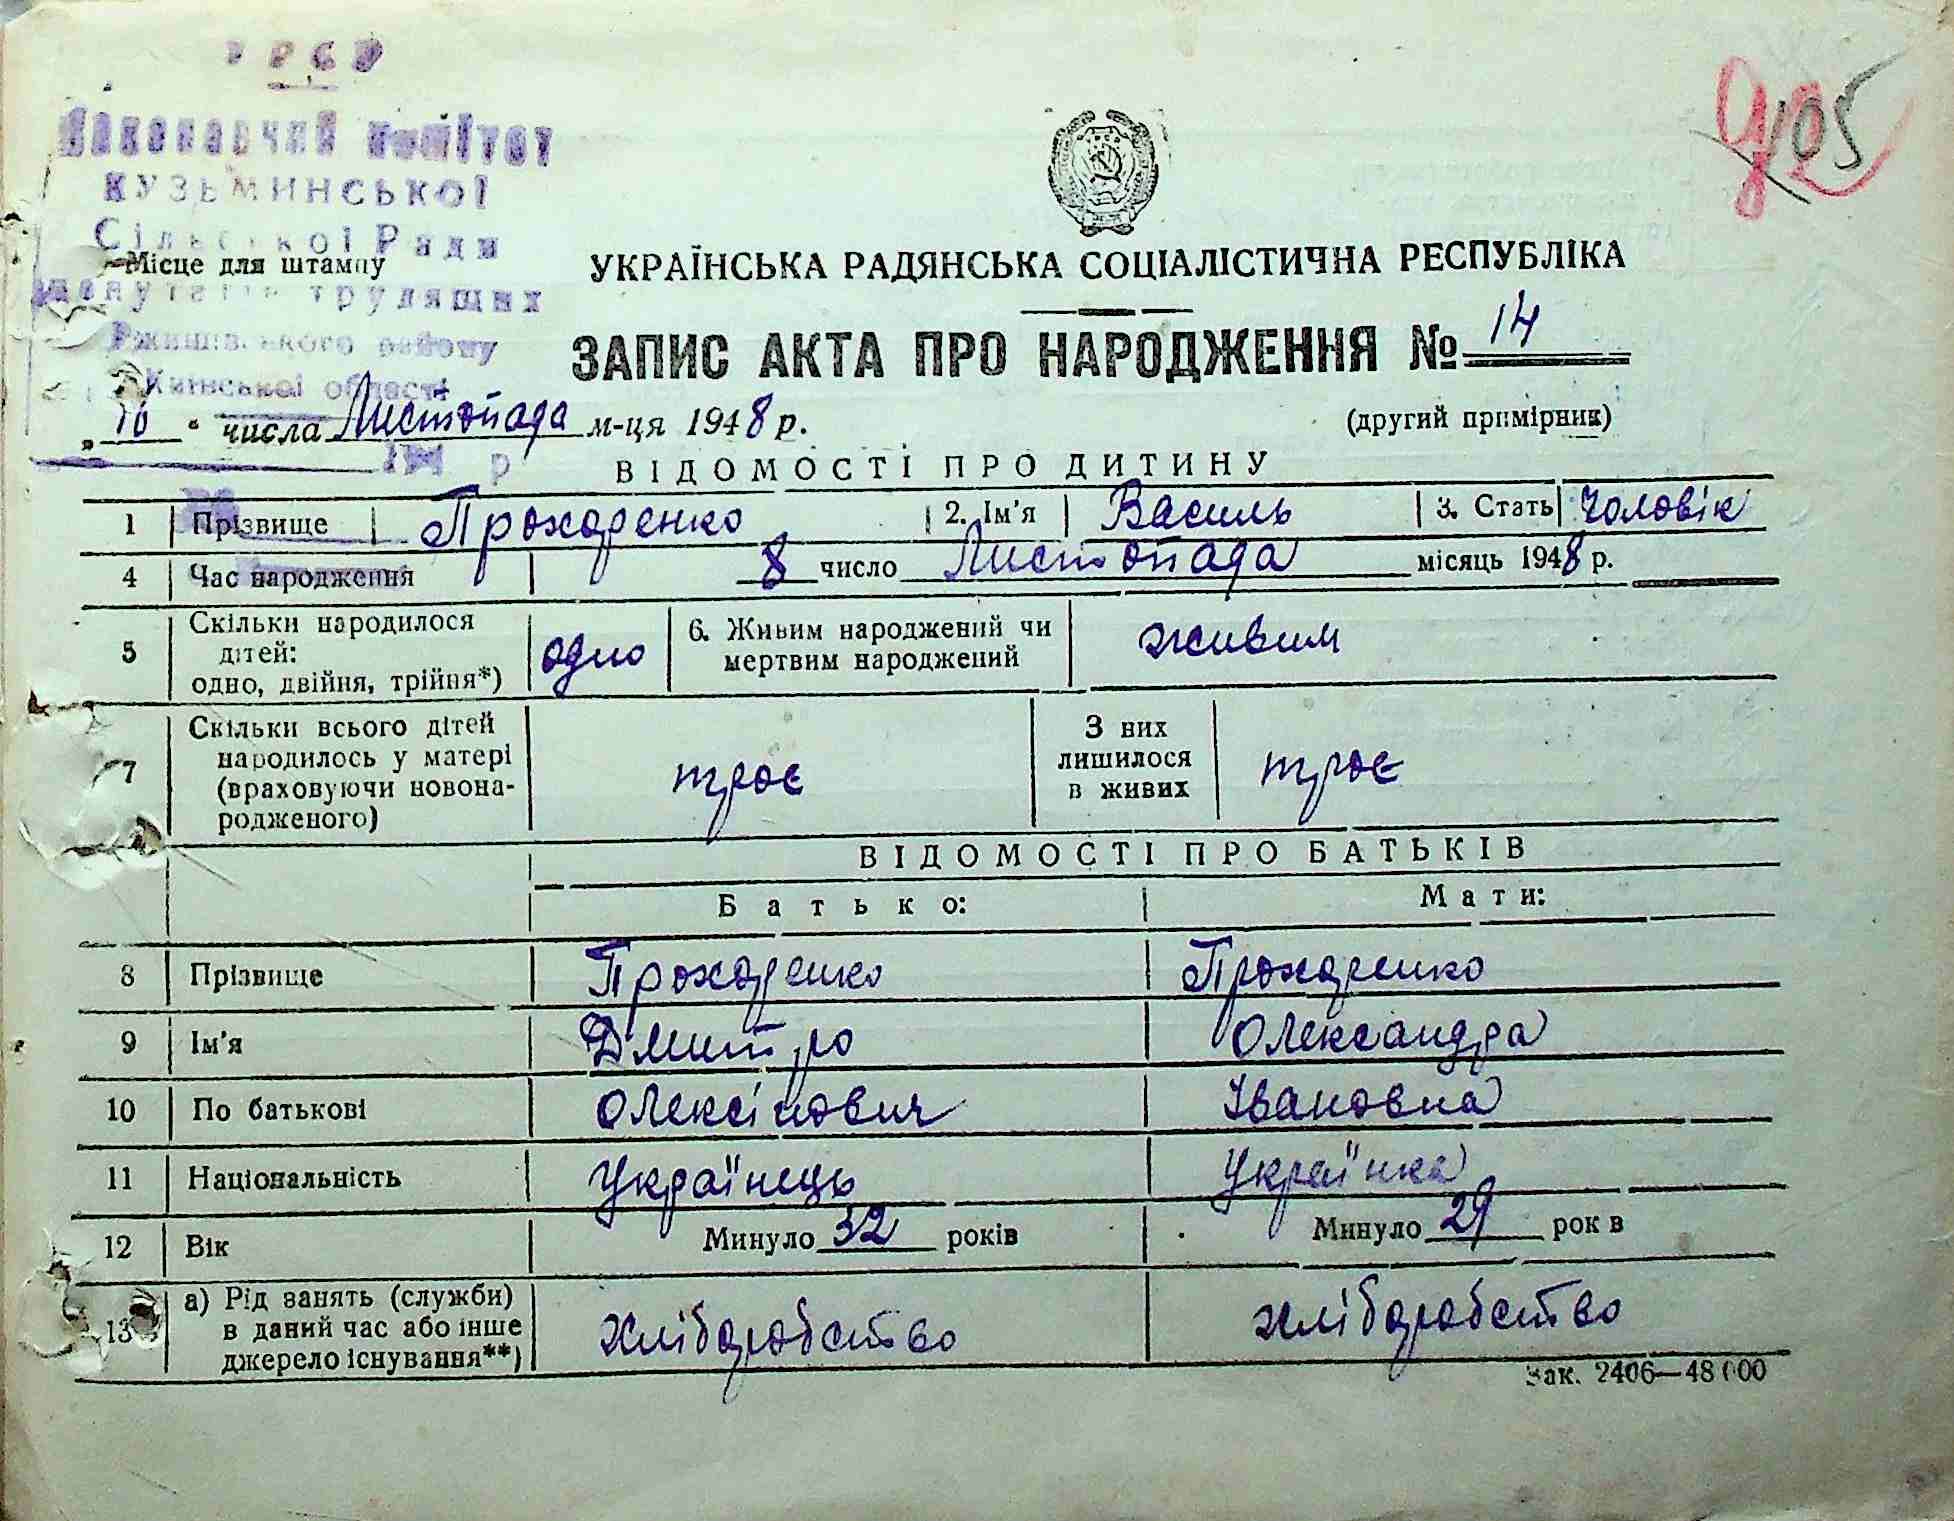 УРСР
Виконавчий комітет
КУЗЬМИНСЬКОЇ
Сільської Ради
Місце для штампу
депутатів трудящих
Ржищівського району
Київської області
405
УКРАЇНСЬКА РАДЯНСЬКА СОЦІАЛІСТИЧНА РЕСПУБЛІКА
ЗАПИС АКТА ПРО НАРОДЖЕННЯ № 14
„10“ числа Листопада м-ця 1948 р.
(другий примірник)
194 р
ВІДОМОСТІ ПРО ДИТИНУ
1 Прізвище Прохоренко 2. Ім'я Василь 3. Стать Чоловік
4 Час народження 8 число Листопада місяць 1948 р.
5 Скільки народилося дітей: одно, двійня, трійня*) одно 6. Живим народжений чи мертвим народжений живим
7 Скільки всього дітей народилось у матері (враховуючи новонародженого) троє З них лишилося в живих троє
ВІДОМОСТІ ПРО БАТЬКІВ
Батько: Мати:
8 Прізвище Прохоренко Прохоренко
9 Ім'я Дмитро Олександра
10 По батькові Олексійович Івановна
11 Національність Українець Українка
12 Вік Минуло 32 років Минуло 29 років
13 а) Рід занять (служби) в даний час або інше джерело існування**) хліборобство хліборобство
Зак. 2406—48000